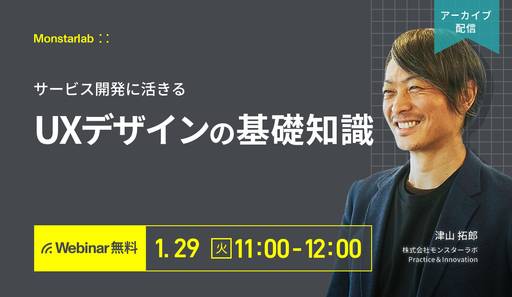 アーカイブ
配信
Monstarlab
サービス開発に活きる
UXデザインの基礎知識
Webinar無料 1.29 火 11:00-12:00
津山 拓郎
株式会社モンスターラボ
Practice & Innovation